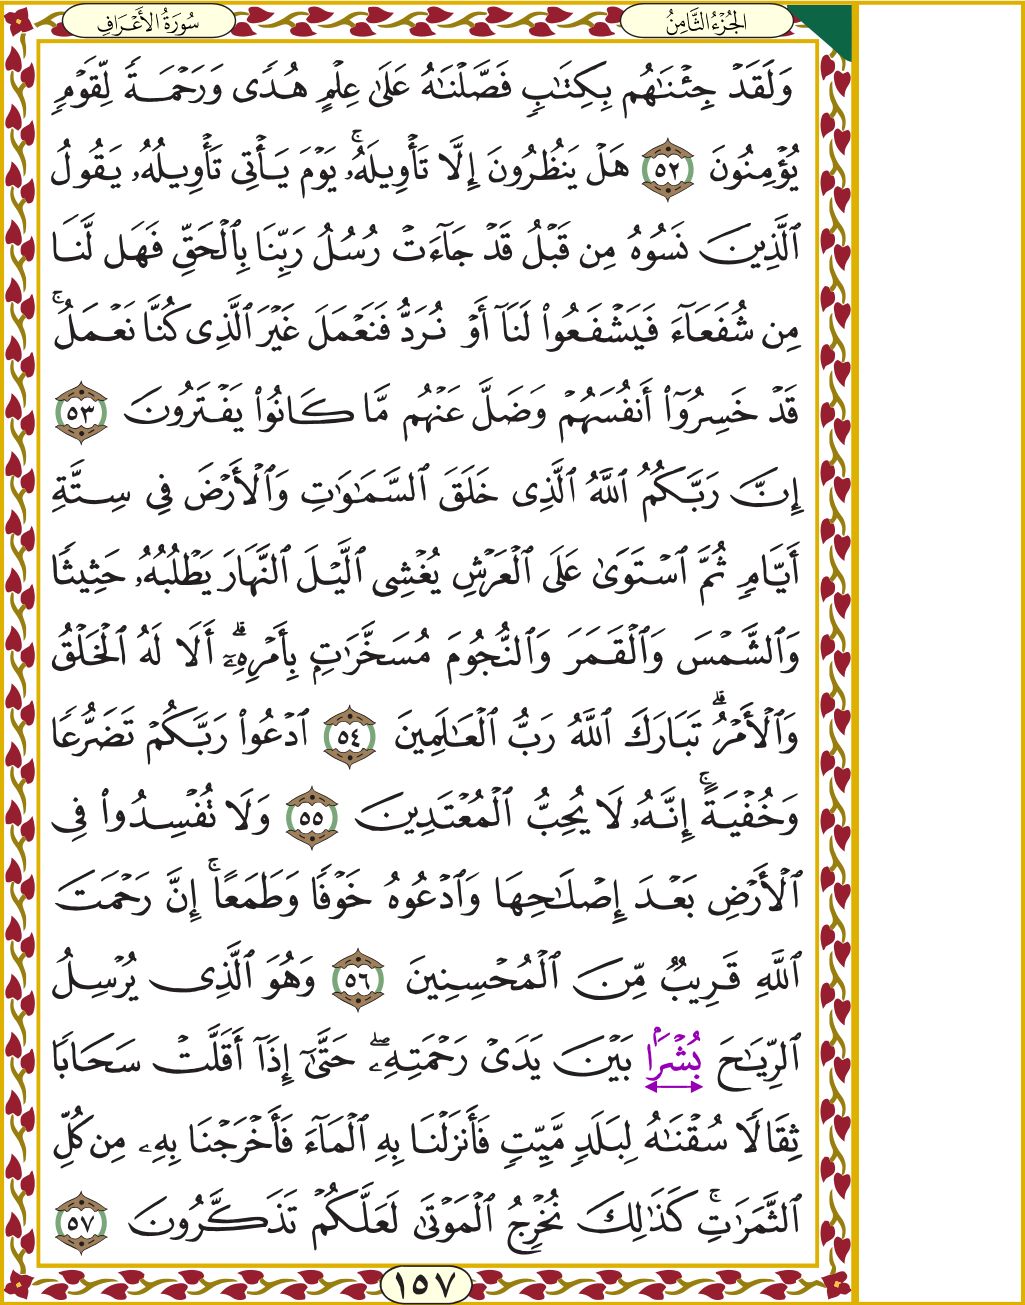 الجُزْءُ الثَّامِنُ
سُورَةُ الأَعْرَافِ
وَلَقَدْ جِئْنَٰهُم بِكِتَٰبٍ فَصَّلْنَٰهُ عَلَىٰ عِلْمٍ هُدًى وَرَحْمَةً لِّقَوْمٍ
يُؤْمِنُونَ ٥٢ هَلْ يَنظُرُونَ إِلَّا تَأْوِيلَهُۥۚ يَوْمَ يَأْتِى تَأْوِيلُهُۥ يَقُولُ
ٱلَّذِينَ نَسُوهُ مِن قَبْلُ قَدْ جَآءَتْ رُسُلُ رَبِّنَا بِٱلْحَقِّ فَهَل لَّنَا
مِن شُفَعَآءَ فَيَشْفَعُوا۟ لَنَآ أَوْ نُرَدُّ فَنَعْمَلَ غَيْرَ ٱلَّذِى كُنَّا نَعْمَلُۚ
قَدْ خَسِرُوٓا۟ أَنفُسَهُمْ وَضَلَّ عَنْهُم مَّا كَانُوا۟ يَفْتَرُونَ ٥٣
إِنَّ رَبَّكُمُ ٱللَّهُ ٱلَّذِى خَلَقَ ٱلسَّمَٰوَٰتِ وَٱلْأَرْضَ فِى سِتَّةِ
أَيَّامٍ ثُمَّ ٱسْتَوَىٰ عَلَى ٱلْعَرْشِ يُغْشِى ٱلَّيْلَ ٱلنَّهَارَ يَطْلُبُهُۥ حَثِيثًا
وَٱلشَّمْسَ وَٱلْقَمَرَ وَٱلنُّجُومَ مُسَخَّرَٰتٍۭ بِأَمْرِهِۦٓۗ أَلَا لَهُ ٱلْخَلْقُ
وَٱلْأَمْرُۗ تَبَارَكَ ٱللَّهُ رَبُّ ٱلْعَٰلَمِينَ ٥٤ ٱدْعُوا۟ رَبَّكُمْ تَضَرُّعًا
وَخُفْيَةًۚ إِنَّهُۥ لَا يُحِبُّ ٱلْمُعْتَدِينَ ٥٥ وَلَا تُفْسِدُوا۟ فِى
ٱلْأَرْضِ بَعْدَ إِصْلَٰحِهَا وَٱدْعُوهُ خَوْفًا وَطَمَعًاۚ إِنَّ رَحْمَتَ
ٱللَّهِ قَرِيبٌ مِّنَ ٱلْمُحْسِنِينَ ٥٦ وَهُوَ ٱلَّذِى يُرْسِلُ
ٱلرِّيَٰحَ بُشْرًۢا بَيْنَ يَدَىْ رَحْمَتِهِۦۖ حَتَّىٰٓ إِذَآ أَقَلَّتْ سَحَابًا
ثِقَالًا سُقْنَٰهُ لِبَلَدٍ مَّيِّتٍ فَأَنزَلْنَا بِهِ ٱلْمَآءَ فَأَخْرَجْنَا بِهِۦ مِن كُلِّ
ٱلثَّمَرَٰتِۚ كَذَٰلِكَ نُخْرِجُ ٱلْمَوْتَىٰ لَعَلَّكُمْ تَذَكَّرُونَ ٥٧
١٥٧